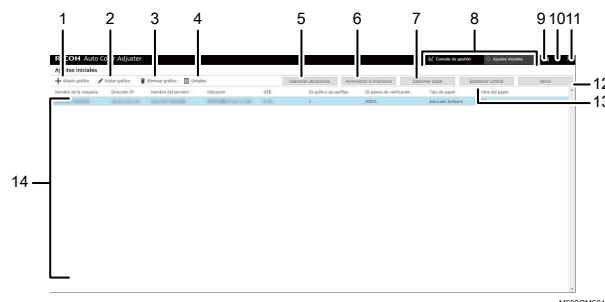 1 2 3 4 5 6 7 8 9 10 11
RICOH Auto Color Adjuster
Consola de gestión Ajustes iniciales
Ajustes iniciales
Añadir gráfico Editar gráfico Eliminar gráfico Detalles Gestionar ubicaciones Administrar la impresora Gestionar papel Establecer umbral Varios
12
Nombre de la máquina Dirección IP Nombre del servidor Ubicación DFE ID gráfico de perfiles ID paleta de verificación Tipo de papel Nombre del papel
13
1 30001 Estucado brillante
14